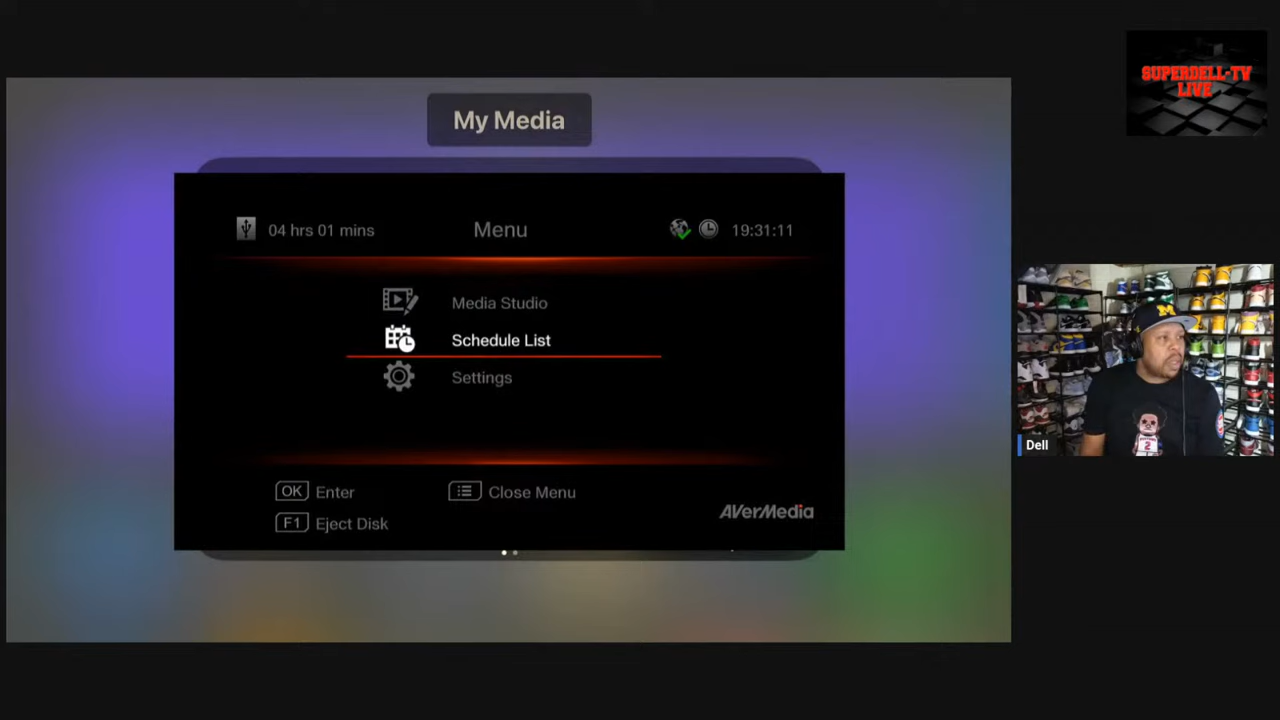 SUPERDELL-TV
LIVE
My Media
04 hrs 01 mins
Menu
19:31:11
Media Studio
Schedule List
Settings
OK Enter
Close Menu
F1 Eject Disk
AVerMedia
M
2
Dell